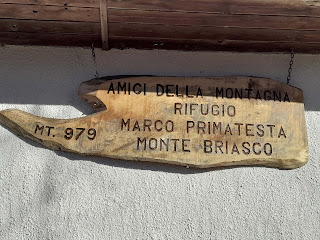 AMICI DELLA MONTAGNA
RIFUGIO
MARCO PRIMATESTA
MONTE BRIASCO
MT. 979